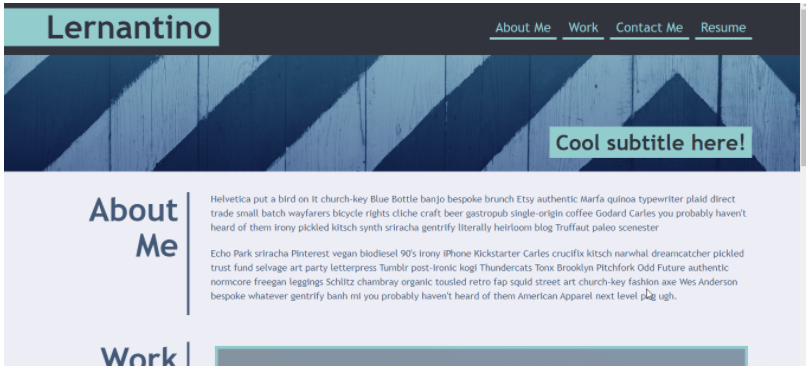 Lernantino
About Me Work Contact Me Resume
Cool subtitle here!
About
Me
Helvetica put a bird on it church-key Blue Bottle banjo bespoke brunch Etsy authentic Marfa quinoa typewriter plaid direct
trade small batch wayfarers bicycle rights cliche craft beer gastropub single-origin coffee Godard Carles you probably haven't
heard of them irony pickled kitsch synth sriracha gentrify literally heirloom blog Truffaut paleo scenester
Echo Park sriracha Pinterest vegan biodiesel 90's irony iPhone Kickstarter Carles crucifix kitsch narwhal dreamcatcher pickled
trust fund selvage art party letterpress Tumblr post-ironic kogi Thundercats Tonx Brooklyn Pitchfork Odd Future authentic
normcore freegan leggings Schlitz chambray organic tousled retro fap squid street art church-key fashion axe Wes Anderson
bespoke whatever gentrify banh mi you probably haven't heard of them American Apparel next level pug ugh.
Work